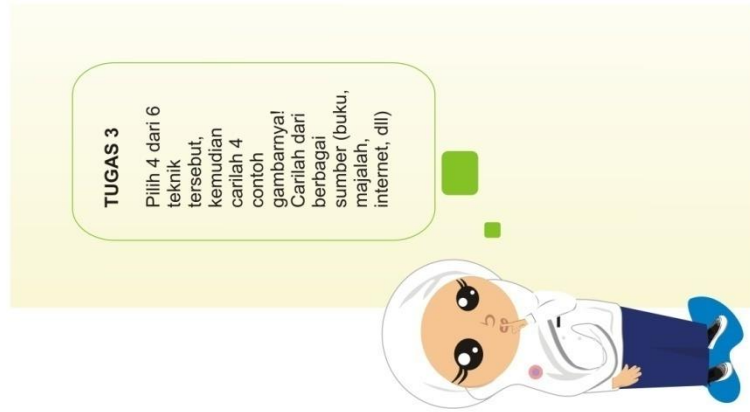 TUGAS 3
Pilih 4 dari 6
teknik
tersebut,
kemudian
carilah 4
contoh
gambarnya!
Carilah dari
berbagai
sumber (buku,
majalah,
internet, dll)